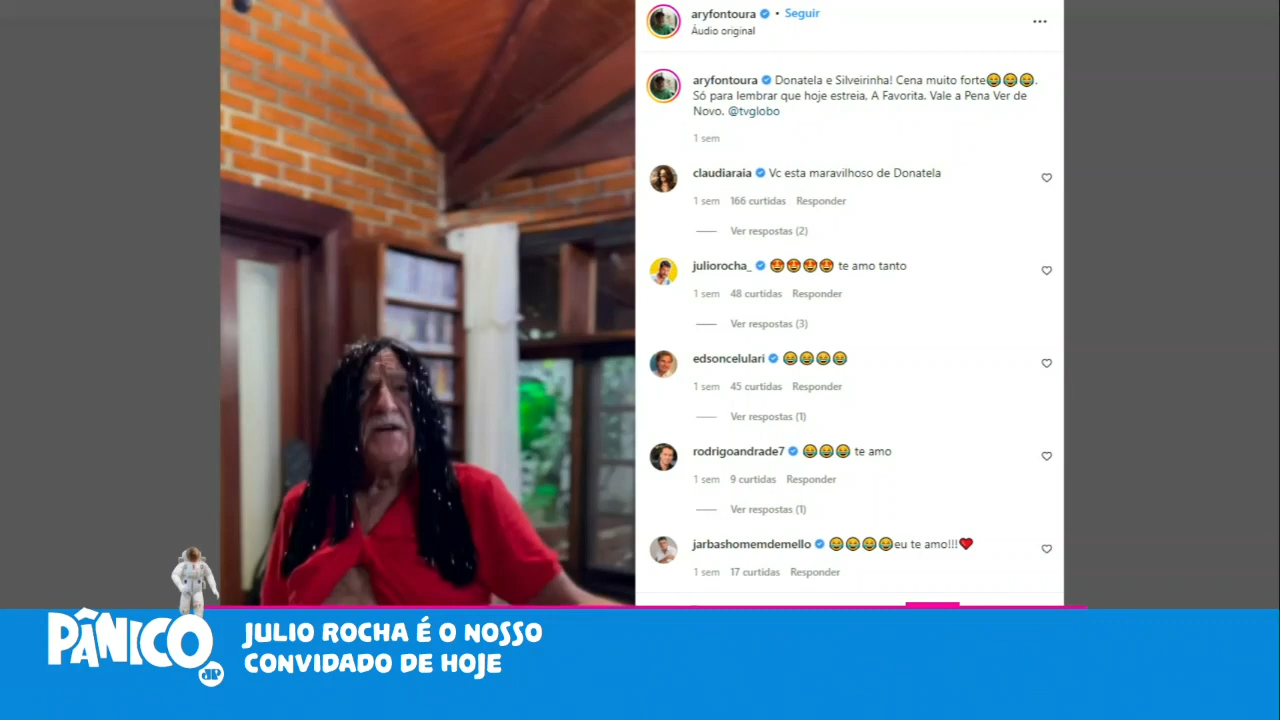 aryfontoura • Seguir
Áudio original
aryfontoura Donatela e Silveirinha! Cena muito forte😂😂😂.
Só para lembrar que hoje estreia, A Favorita. Vale a Pena Ver de
Novo. @tvglobo
1 sem
claudiaraia Vc esta maravilhoso de Donatela
1 sem 166 curtidas Responder
Ver respostas (2)
juliorocha_ 🤩🤩🤩🤩 te amo tanto
1 sem 48 curtidas Responder
Ver respostas (3)
edsoncelulari 😂😂😂😂
1 sem 45 curtidas Responder
Ver respostas (1)
rodrigoandrade7 😂😂😂 te amo
1 sem 9 curtidas Responder
Ver respostas (1)
jarbashomemdemello 😂😂😂😂eu te amo!!!❤️
1 sem 17 curtidas Responder
PÂNICO
JP
JULIO ROCHA É O NOSSO
CONVIDADO DE HOJE